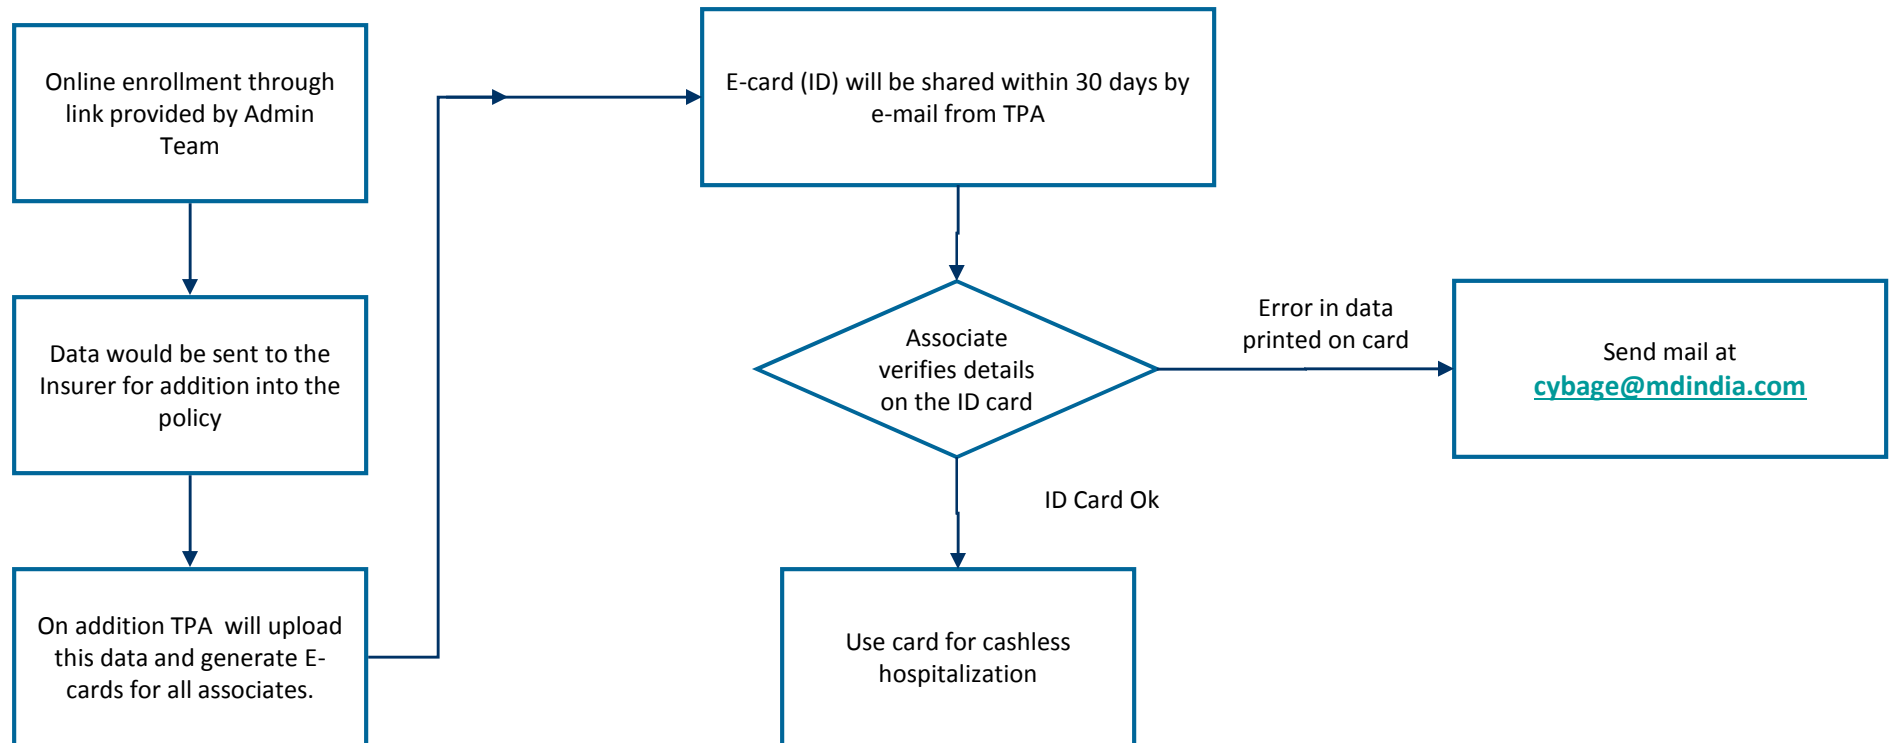 Online enrollment through
link provided by Admin
Team
Data would be sent to the
Insurer for addition into the
policy
On addition TPA  will upload
this data and generate E-
cards for all associates.
E-card (ID) will be shared within 30 days by
e-mail from TPA
Associate
verifies details
on the ID card
Error in data
printed on card
Send mail at
cybage@mdindia.com
ID Card Ok
Use card for cashless
hospitalization